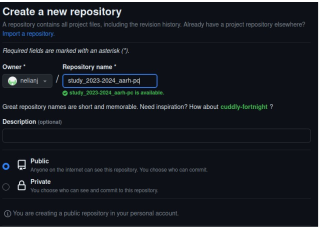 Create a new repository
A repository contains all project files, including the revision history. Already have a project repository elsewhere?
Import a repository.
Required fields are marked with an asterisk (*).
Owner * Repository name *
nelianj / study_2023-2024_aarh-pc
study_2023-2024_aarh-pc is available.
Great repository names are short and memorable. Need inspiration? How about cuddly-fortnight ?
Description (optional)
Public
Anyone on the internet can see this repository. You choose who can commit.
Private
You choose who can see and commit to this repository.
You are creating a public repository in your personal account.